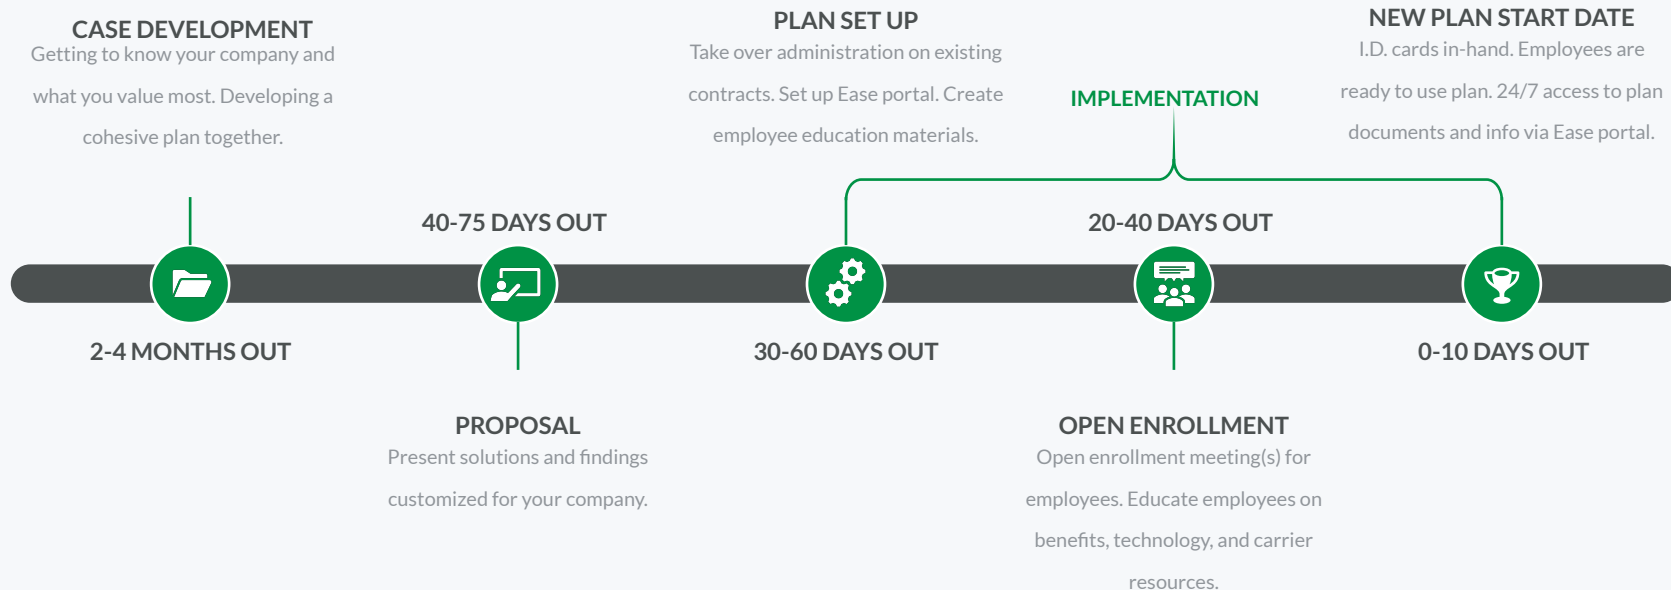 CASE DEVELOPMENT
Getting to know your company and
what you value most. Developing a
cohesive plan together.
2-4 MONTHS OUT
40-75 DAYS OUT
PROPOSAL
Present solutions and findings
customized for your company.
PLAN SET UP
Take over administration on existing
contracts. Set up Ease portal. Create
employee education materials.
30-60 DAYS OUT
IMPLEMENTATION
20-40 DAYS OUT
OPEN ENROLLMENT
Open enrollment meeting(s) for
employees. Educate employees on
benefits, technology, and carrier
resources.
NEW PLAN START DATE
I.D. cards in-hand. Employees are
ready to use plan. 24/7 access to plan
documents and info via Ease portal.
0-10 DAYS OUT